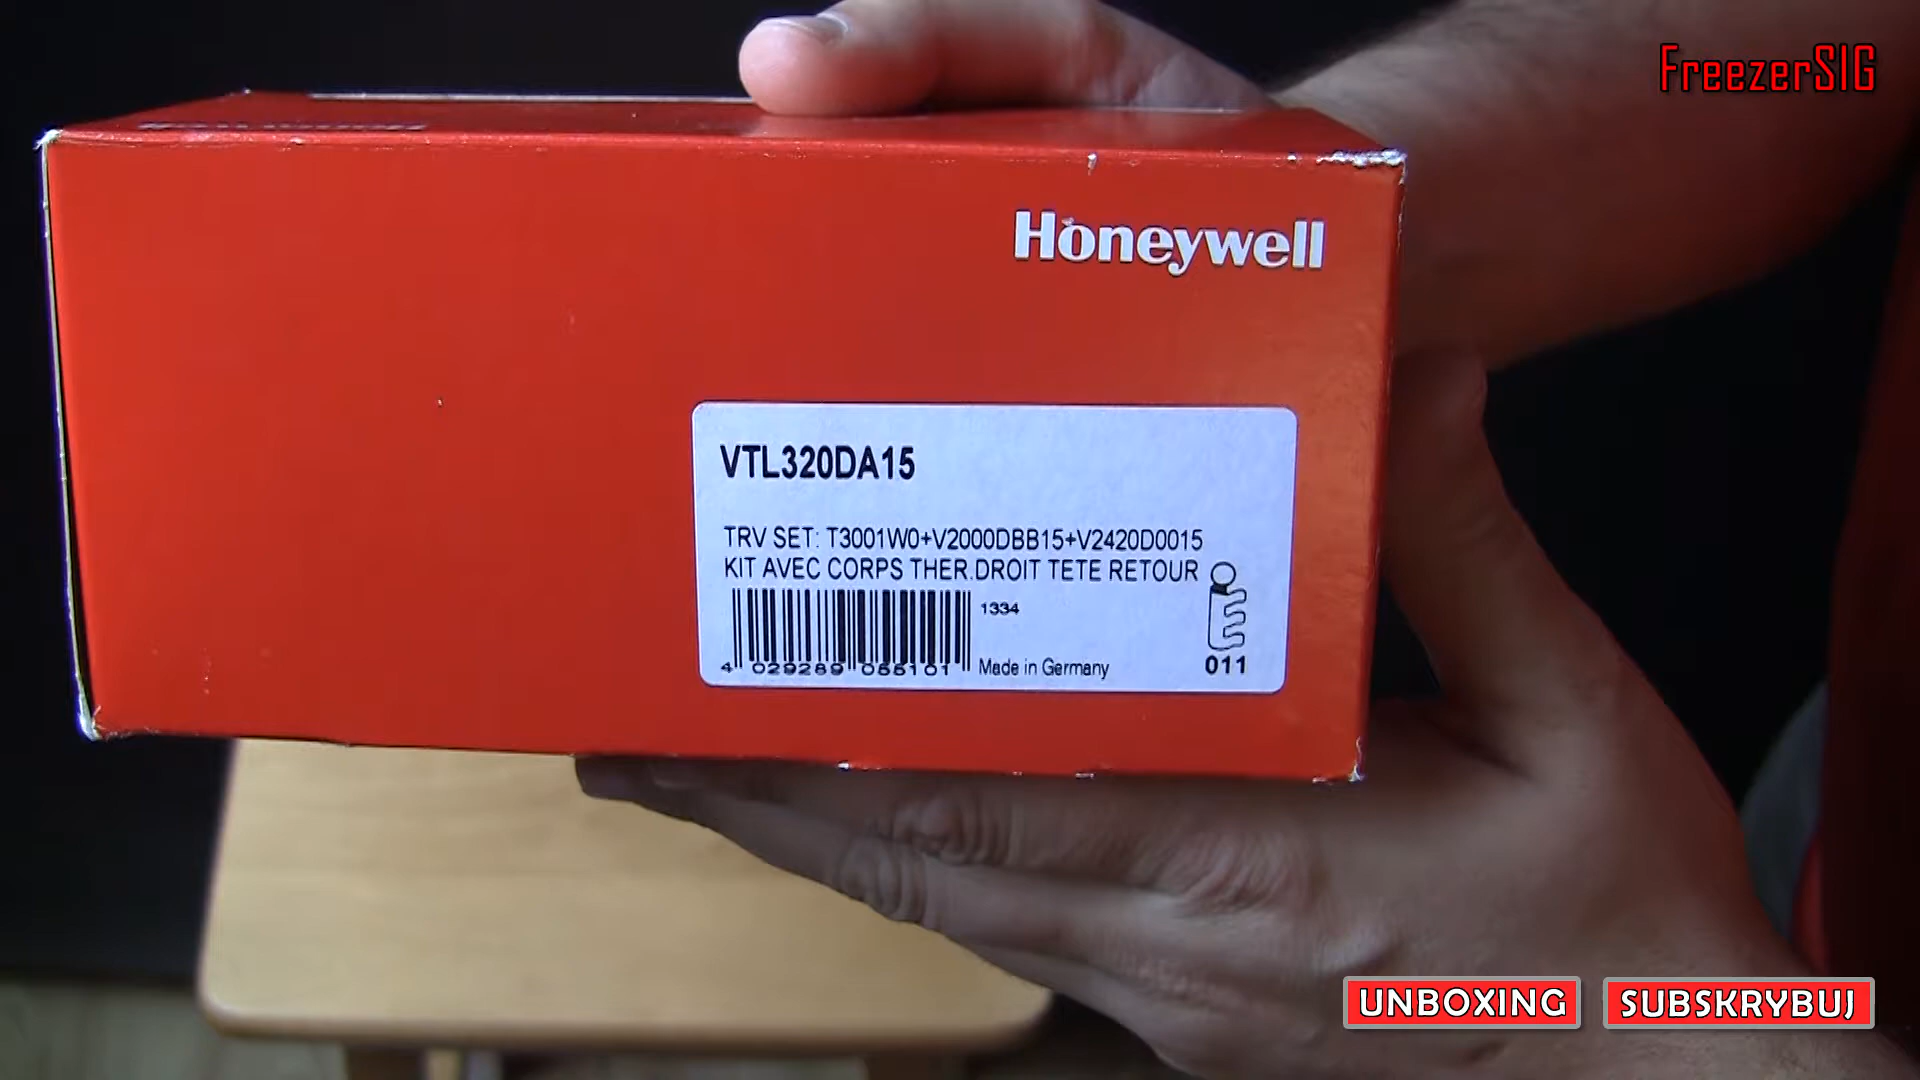 FreezerSIG
Honeywell
VTL320DA15
TRV SET: T3001W0+V2000DBB15+V2420D0015
KIT AVEC CORPS THER.DROIT TETE RETOUR
1334
4 029289 055101
Made in Germany
011
UNBOXING
SUBSKRYBUJ